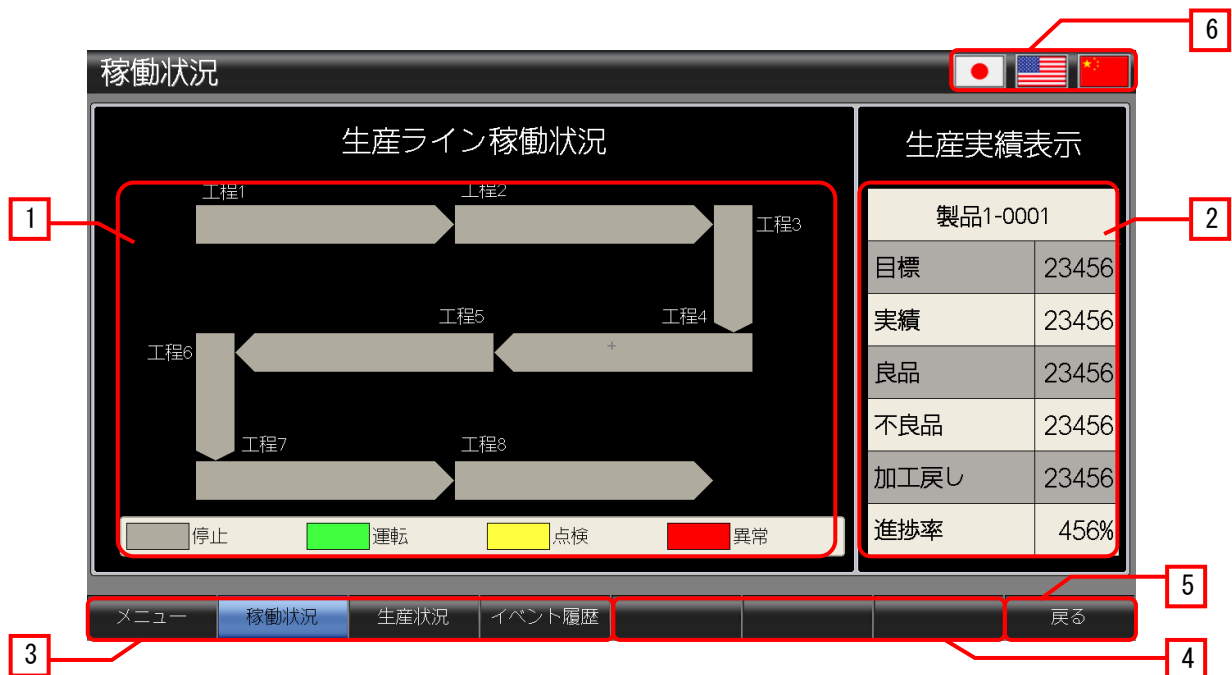 6
稼働状況
生産ライン稼働状況
生産実績表示
工程1
工程2
1
工程3
製品1-0001
2
目標 23456
工程5
工程4
実績 23456
工程6
良品 23456
工程7
工程8
不良品 23456
加工戻し 23456
停止
運転
点検
異常
進捗率 456%
5
メニュー
稼働状況
生産状況
イベント履歴
戻る
3
4